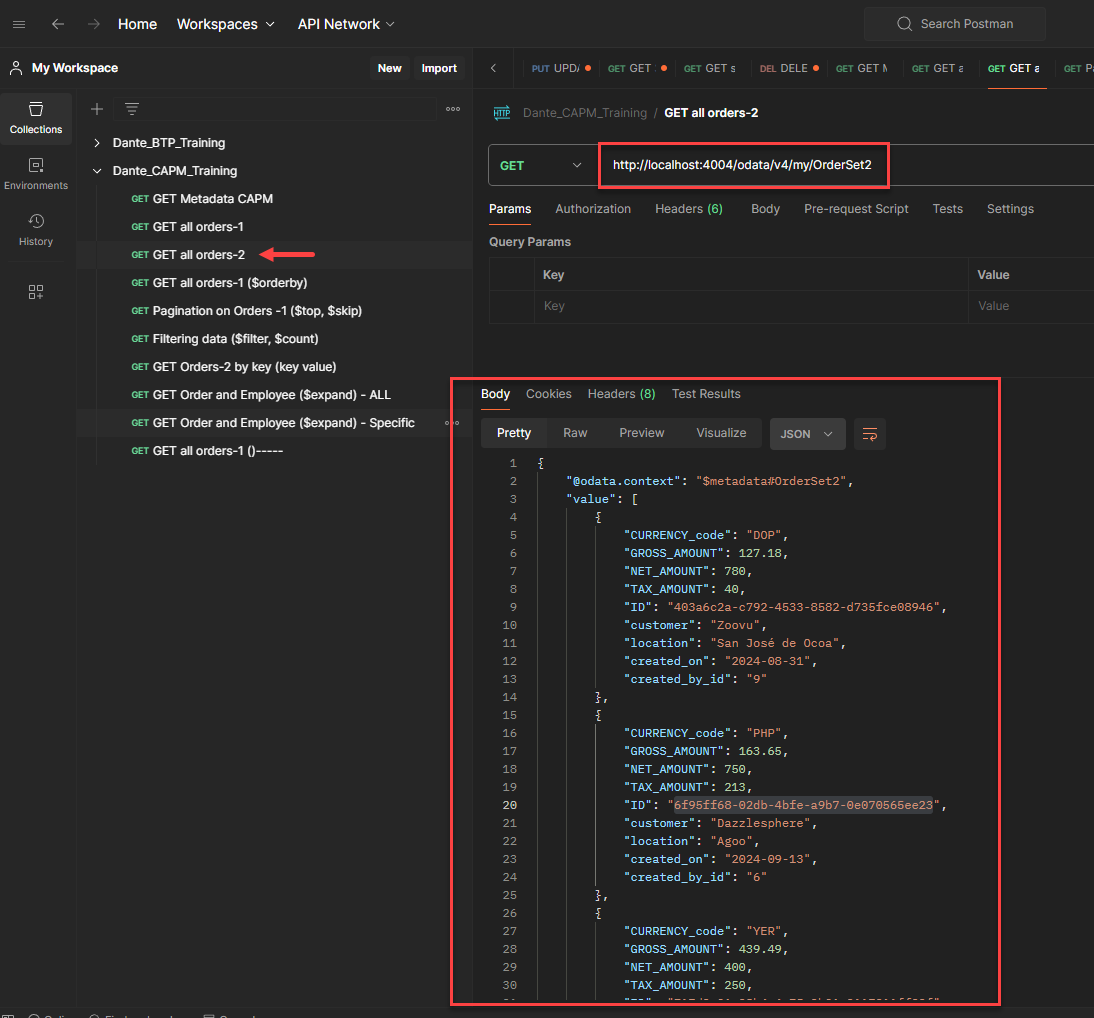 Home Workspaces API Network Search Postman
My Workspace New Import
PUT UPD GET GET GET GET s DEL DELE GET GET GET GET a GET GET a GET
Collections
Environments
History
Dante_BTP_Training
Dante_CAPM_Training
GET GET Metadata CAPM
GET GET all orders-1
GET GET all orders-2
GET GET all orders-1 ($orderby)
GET Pagination on Orders -1 ($top, $skip)
GET Filtering data ($filter, $count)
GET GET Orders-2 by key (key value)
GET GET Order and Employee ($expand) - ALL
GET GET Order and Employee ($expand) - Specific
GET GET all orders-1 ()-----
HTTP Dante_CAPM_Training / GET all orders-2
GET http://localhost:4004/odata/v4/my/OrderSet2
Params Authorization Headers (6) Body Pre-request Script Tests Settings
Query Params
Key Value
Key Value
Body Cookies Headers (8) Test Results
Pretty Raw Preview Visualize JSON
1 {
2 "@odata.context": "$metadata#OrderSet2",
3 "value": [
4 {
5 "CURRENCY_code": "DOP",
6 "GROSS_AMOUNT": 127.18,
7 "NET_AMOUNT": 780,
8 "TAX_AMOUNT": 40,
9 "ID": "403a6c2a-c792-4533-8582-d735fce08946",
10 "customer": "Zoovu",
11 "location": "San José de Ocoa",
12 "created_on": "2024-08-31",
13 "created_by_id": "9"
14 },
15 {
16 "CURRENCY_code": "PHP",
17 "GROSS_AMOUNT": 163.65,
18 "NET_AMOUNT": 750,
19 "TAX_AMOUNT": 213,
20 "ID": "6f95ff68-02db-4bfe-a9b7-0e070565ee23",
21 "customer": "Dazzlesphere",
22 "location": "Agoo",
23 "created_on": "2024-09-13",
24 "created_by_id": "6"
25 },
26 {
27 "CURRENCY_code": "YER",
28 "GROSS_AMOUNT": 439.49,
29 "NET_AMOUNT": 400,
30 "TAX_AMOUNT": 250,